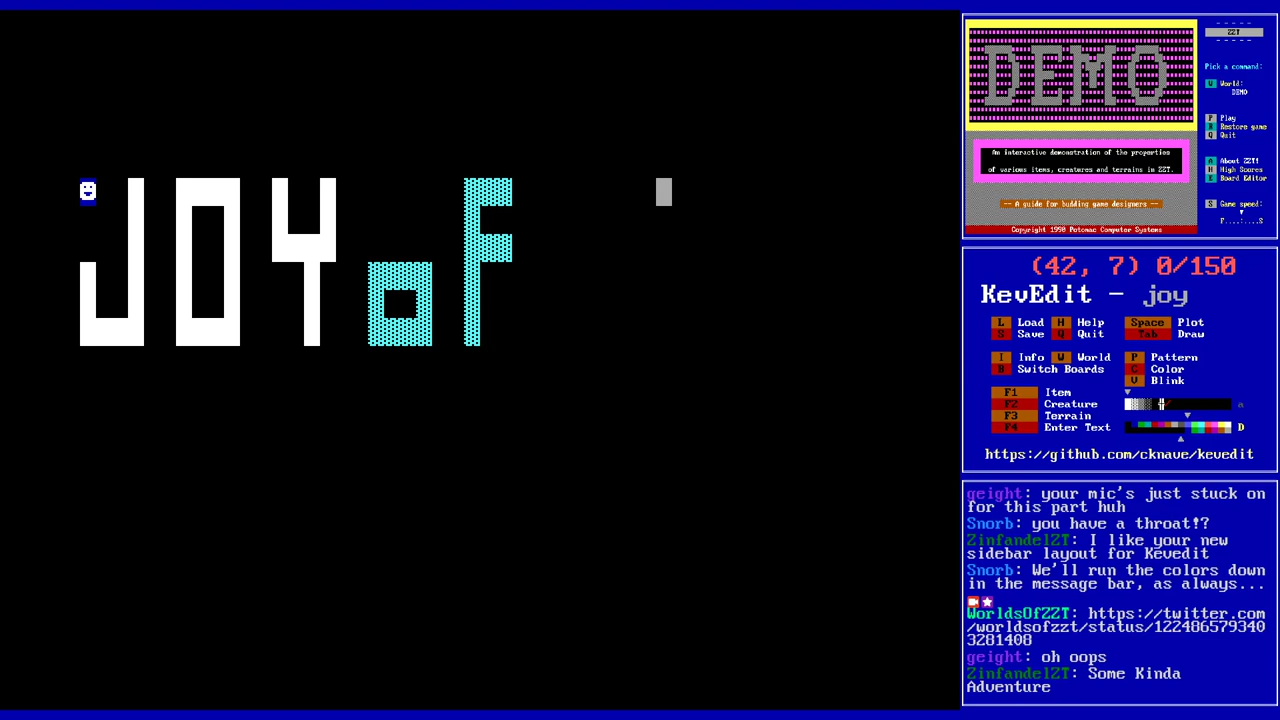 JOY oF
DEMO
An interactive demonstration of the properties
of various items, creatures and terrains in ZZT.
-- A guide for budding game designers --
Copyright 1990 Potomac Computer Systems
- - - - -
ZZT
- - - - -
Pick a command:
W World:
DEMO
P Play
R Restore game
Q Quit
A About ZZT!
H High Scores
E Board Editor
S Game speed:
F....:....S
(42, 7) 0/150
KevEdit - joy
L Load H Help Space Plot
S Save Q Quit Tab Draw
I Info W World P Pattern
B Switch Boards C Color
V Blink
F1 Item
F2 Creature
F3 Terrain
F4 Enter Text D
https://github.com/cknave/kevedit
geight: your mic's just stuck on
for this part huh
Snorb: you have a throat!?
ZinfandelZT: I like your new
sidebar layout for Kevedit
Snorb: We'll run the colors down
in the message bar, as always...
WorldsOfZZT: https://twitter.com
/worldsofzzt/status/122486579340
3281408
geight: oh oops
ZinfandelZT: Some Kinda
Adventure